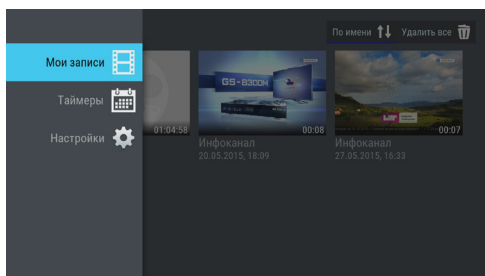 По имени Удалить все
Мои записи
Таймеры
Настройки
GS-8300M
01:04:58
00:08
00:07
Инфоканал
20.05.2015, 18:09
Инфоканал
27.05.2015, 16:33